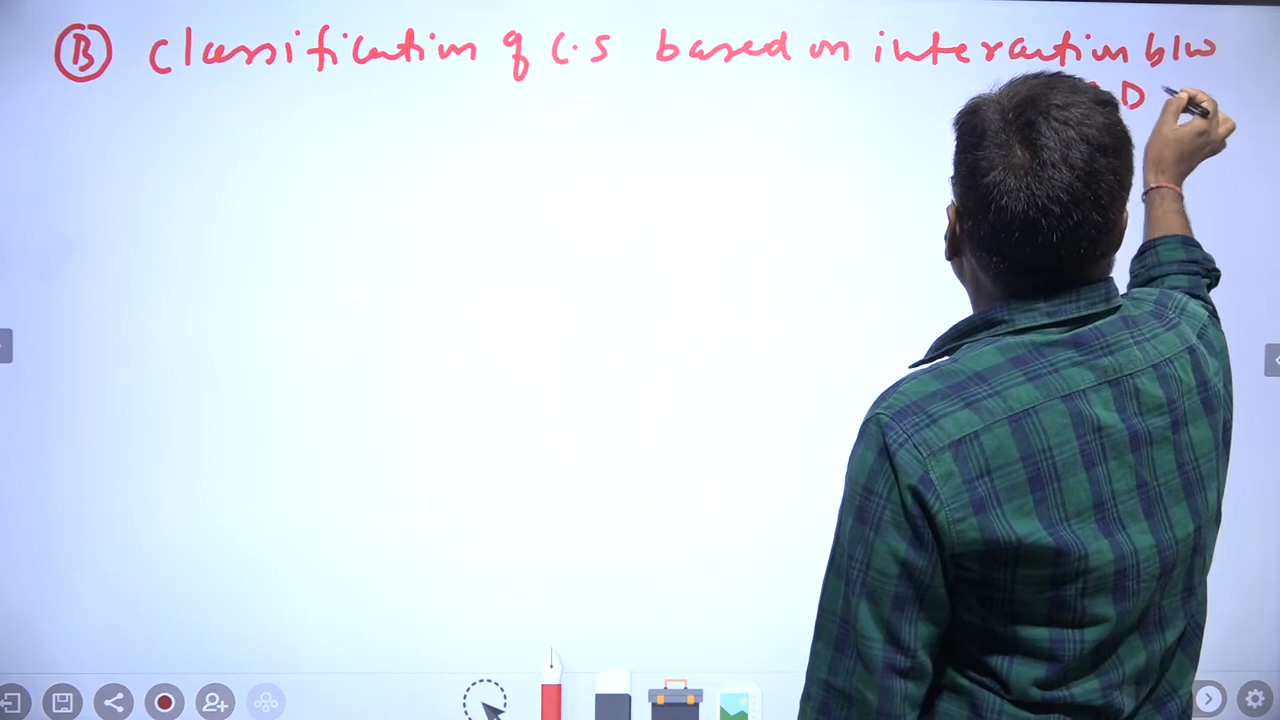 B classification of C.S based on interaction b/w
D